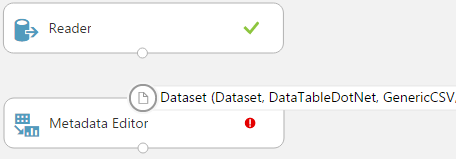 Reader
Dataset (Dataset, DataTableDotNet, GenericCSV,
Metadata Editor